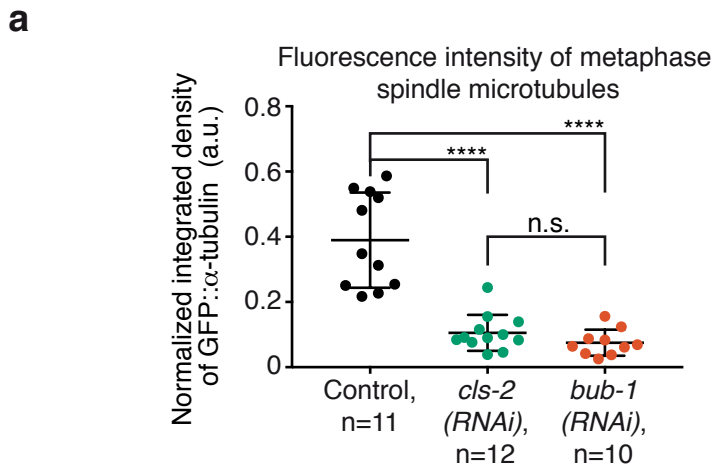 a
Fluorescence intensity of metaphase
spindle microtubules
Normalized integrated density
of GFP::α-tubulin (a.u.)
0.8
0.6
0.4
0.2
0
****
****
n.s.
Control,
n=11
cls-2
(RNAi),
n=12
bub-1
(RNAi),
n=10